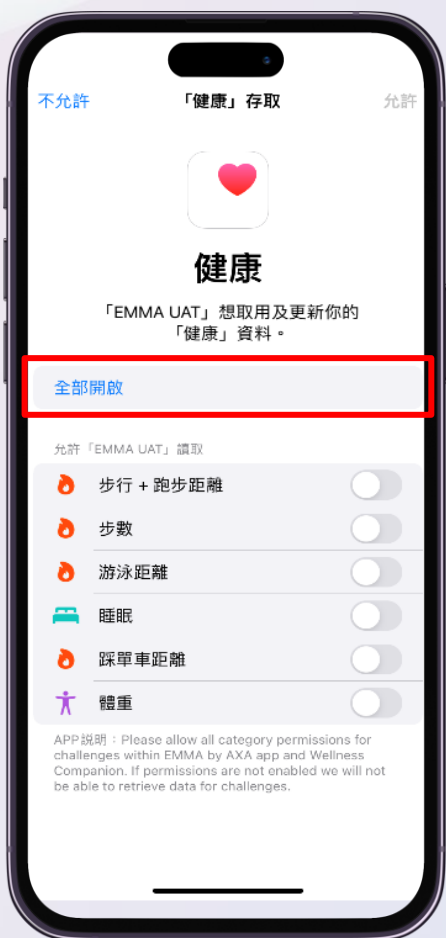 不允許 「健康」存取 允許
健康
「EMMA UAT」想取用及更新你的
「健康」資料。
全部開啟
允許「EMMA UAT」讀取
步行 + 跑步距離
步數
游泳距離
睡眠
踩單車距離
體重
APP說明：Please allow all category permissions for
challenges within EMMA by AXA app and Wellness
Companion. If permissions are not enabled we will not
be able to retrieve data for challenges.